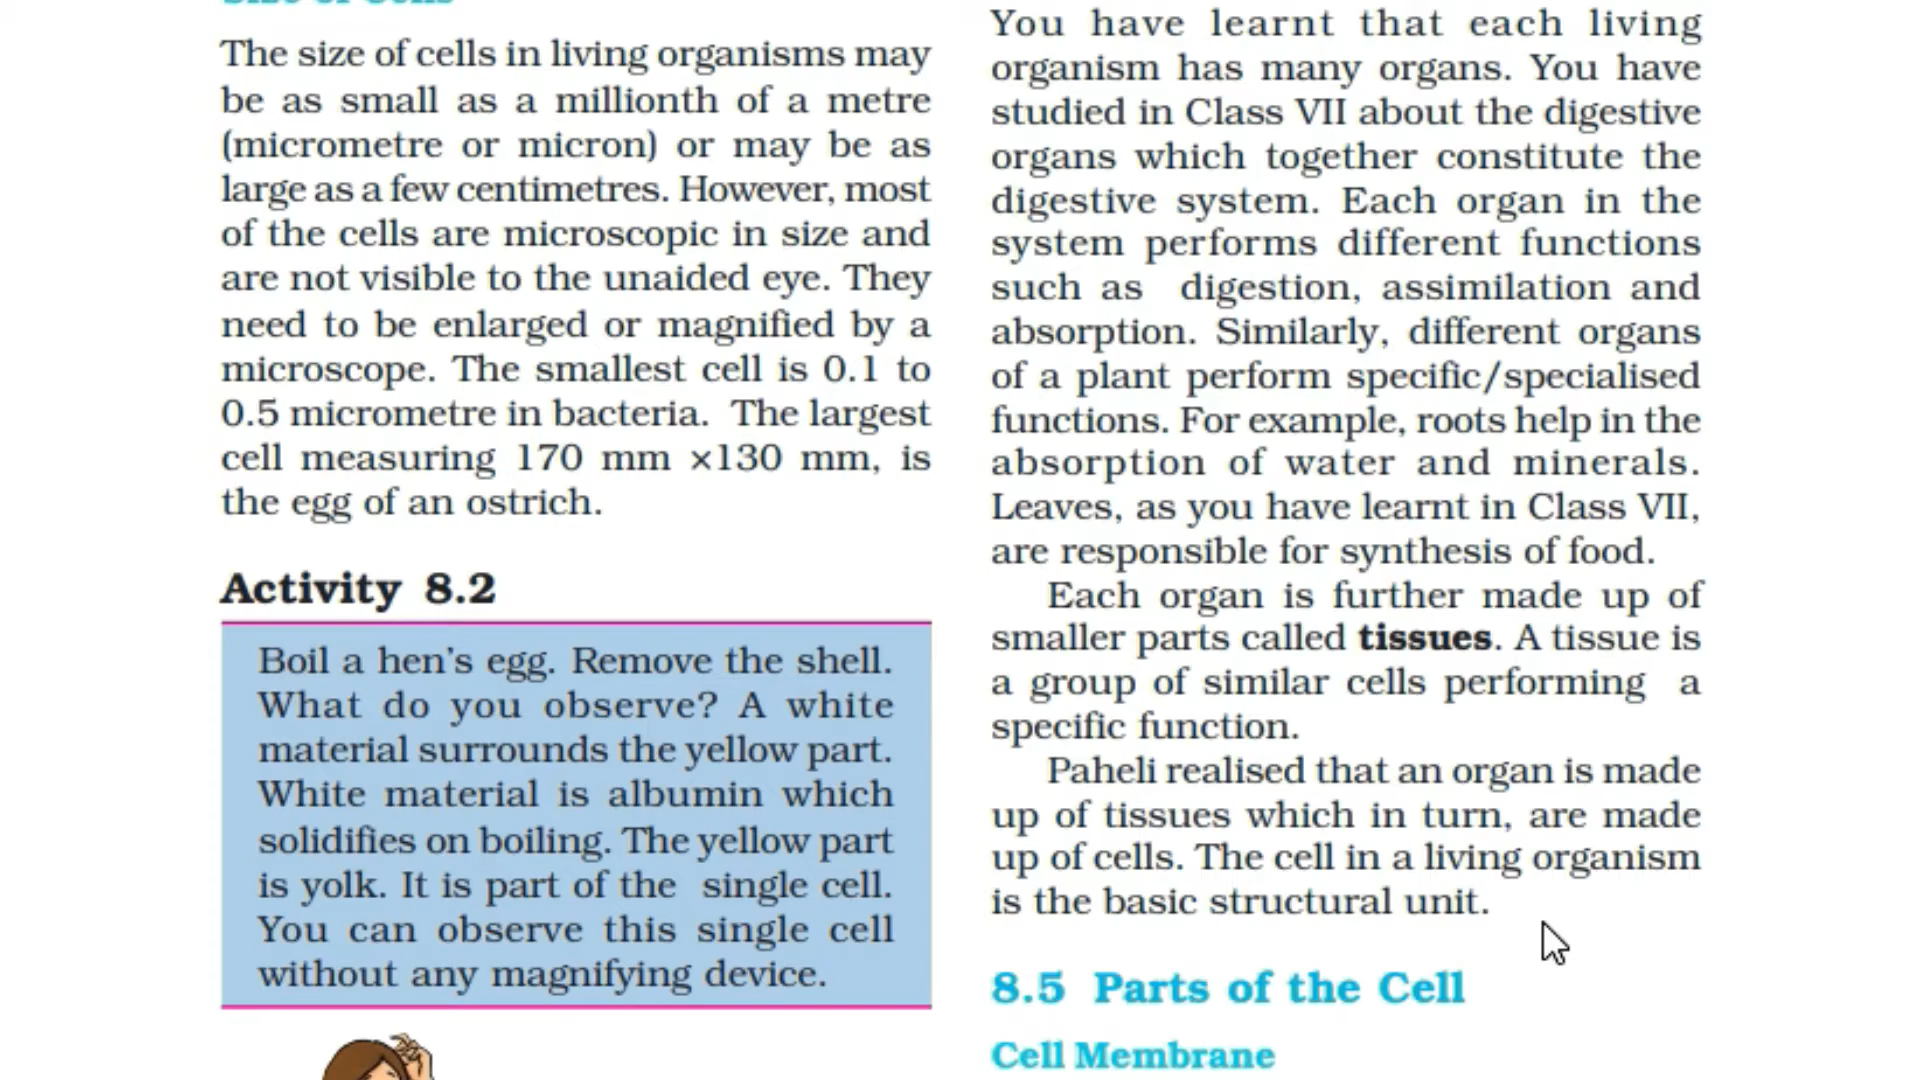 Size of Cells
The size of cells in living organisms may
be as small as a millionth of a metre
(micrometre or micron) or may be as
large as a few centimetres. However, most
of the cells are microscopic in size and
are not visible to the unaided eye. They
need to be enlarged or magnified by a
microscope. The smallest cell is 0.1 to
0.5 micrometre in bacteria. The largest
cell measuring 170 mm ×130 mm, is
the egg of an ostrich.
Activity 8.2
Boil a hen's egg. Remove the shell.
What do you observe? A white
material surrounds the yellow part.
White material is albumin which
solidifies on boiling. The yellow part
is yolk. It is part of the single cell.
You can observe this single cell
without any magnifying device.
You have learnt that each living
organism has many organs. You have
studied in Class VII about the digestive
organs which together constitute the
digestive system. Each organ in the
system performs different functions
such as digestion, assimilation and
absorption. Similarly, different organs
of a plant perform specific/specialised
functions. For example, roots help in the
absorption of water and minerals.
Leaves, as you have learnt in Class VII,
are responsible for synthesis of food.
Each organ is further made up of
smaller parts called tissues. A tissue is
a group of similar cells performing a
specific function.
Paheli realised that an organ is made
up of tissues which in turn, are made
up of cells. The cell in a living organism
is the basic structural unit.
8.5 Parts of the Cell
Cell Membrane